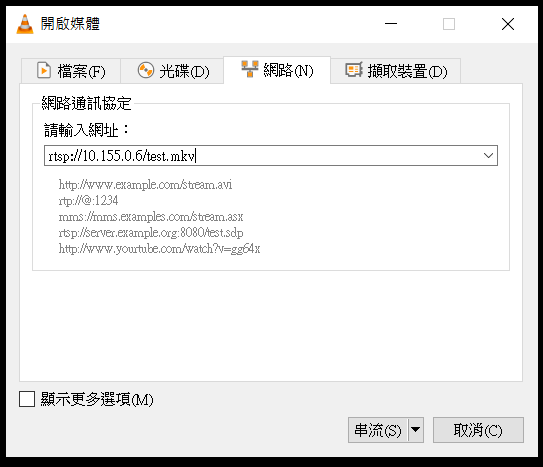 開啟媒體
檔案(F) 光碟(D) 網路(N) 擷取裝置(D)
網路通訊協定
請輸入網址：
rtsp://10.155.0.6/test.mkv
http://www.example.com/stream.avi
rtp://@:1234
mms://mms.examples.com/stream.asx
rtsp://server.example.org:8080/test.sdp
http://www.yourtube.com/watch?v=gg64x
顯示更多選項(M)
串流(S) 取消(C)